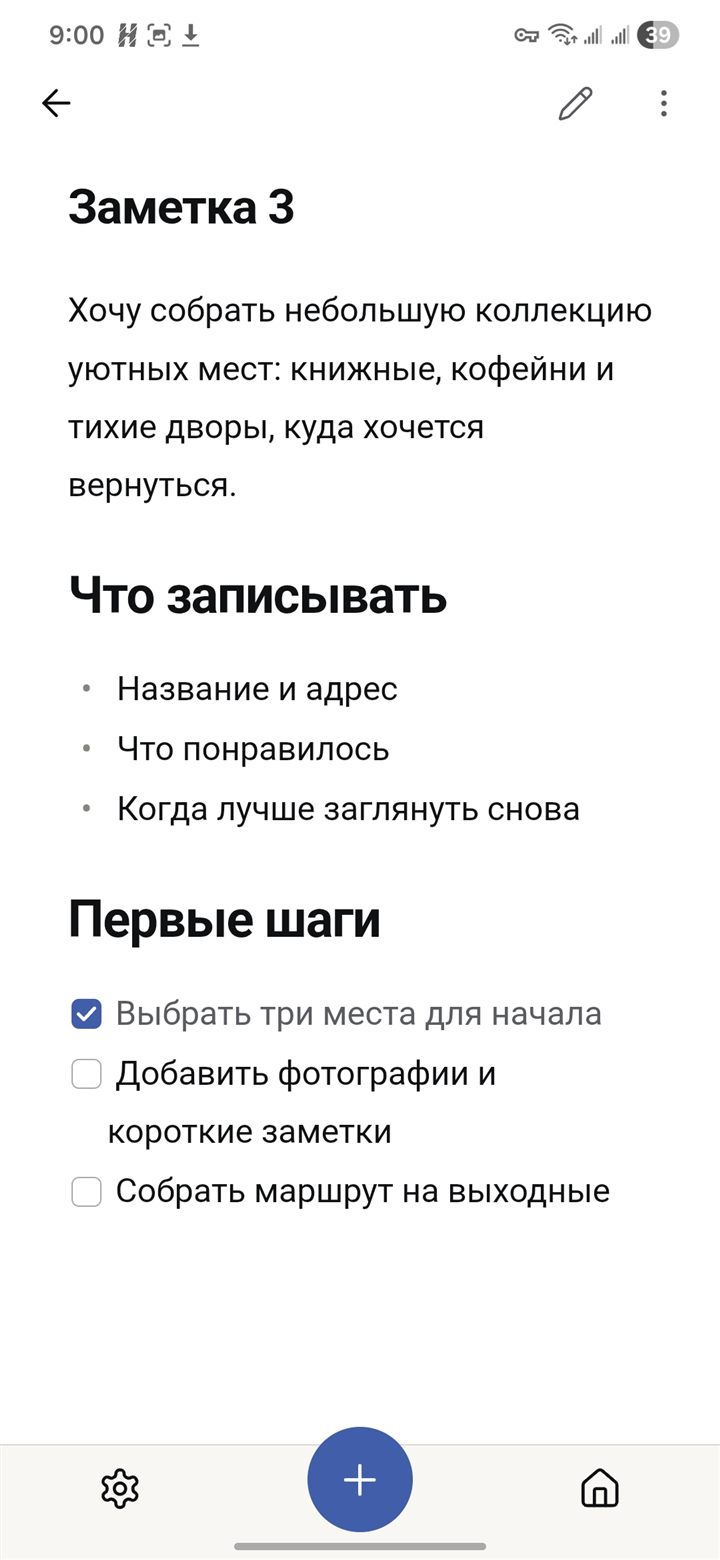 9:00
39
Заметка 3
Хочу собрать небольшую коллекцию
уютных мест: книжные, кофейни и
тихие дворы, куда хочется
вернуться.
Что записывать
• Название и адрес
• Что понравилось
• Когда лучше заглянуть снова
Первые шаги
Выбрать три места для начала
Добавить фотографии и
короткие заметки
Собрать маршрут на выходные